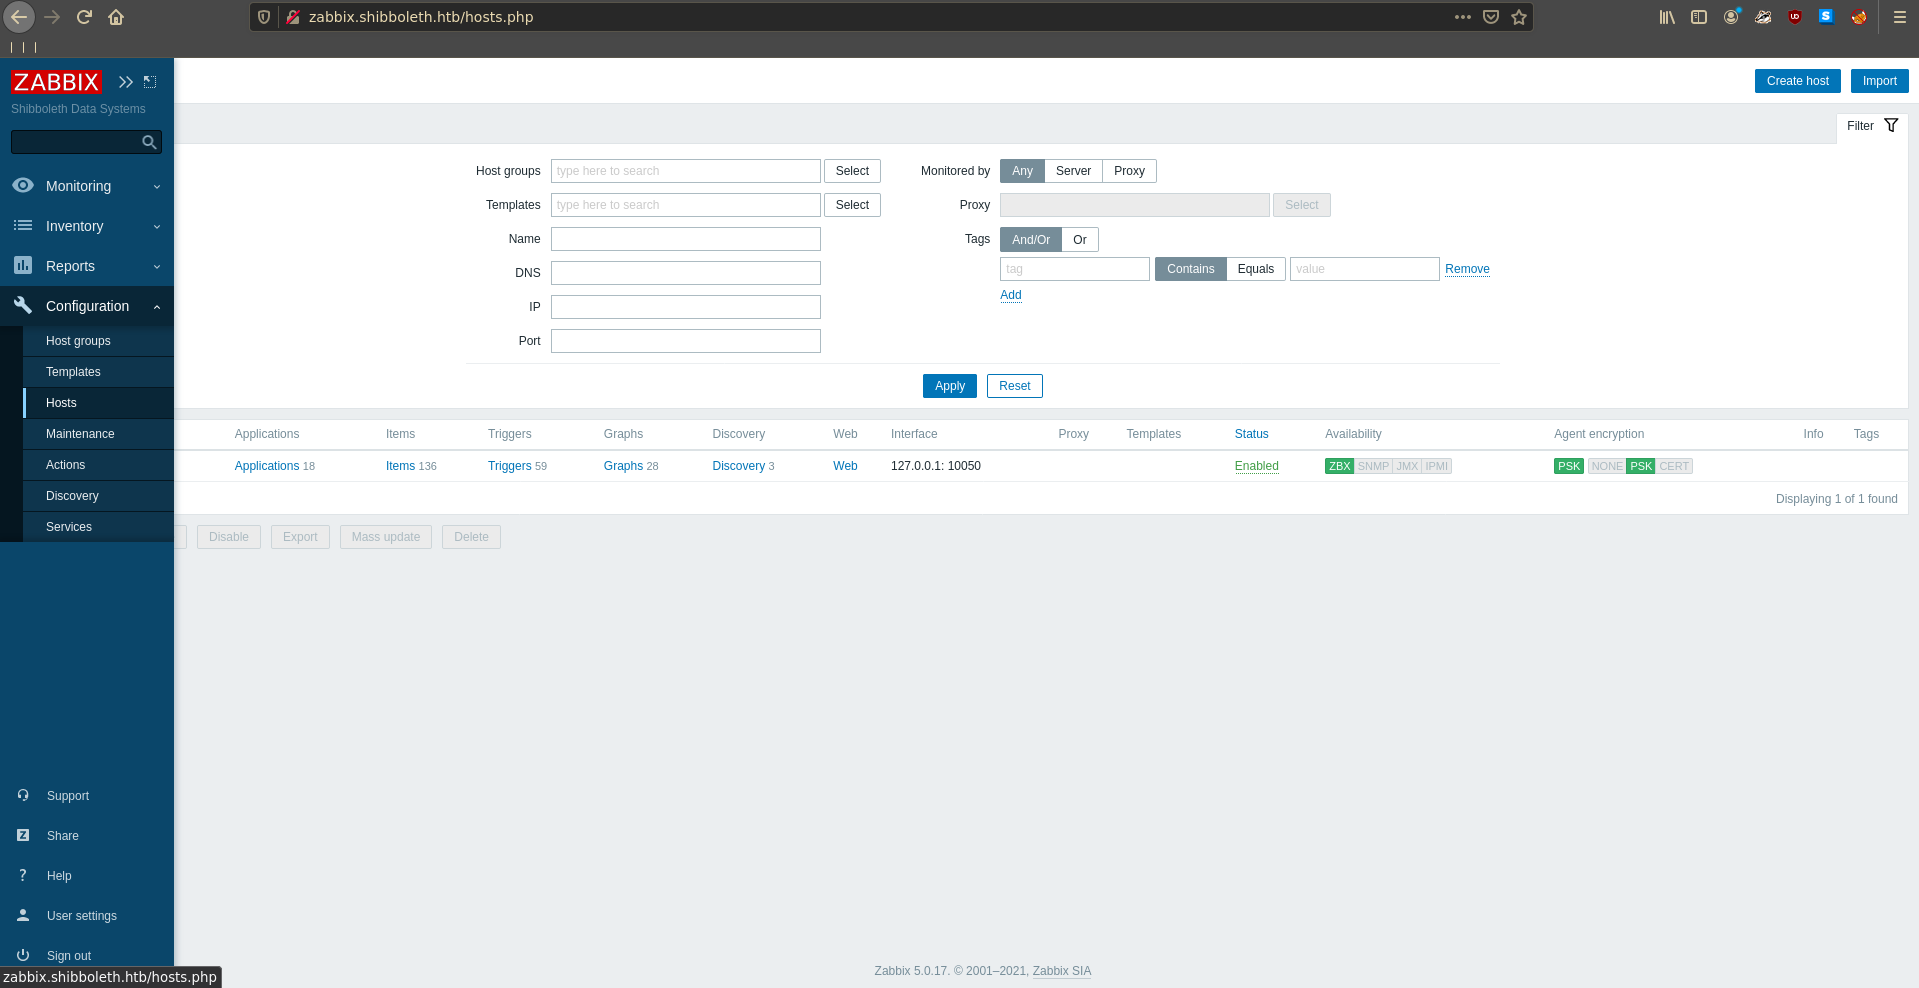 zabbix.shibboleth.htb/hosts.php
ZABBIX
Shibboleth Data Systems
Create host Import
Filter
Monitoring
Inventory
Reports
Configuration
Host groups
Templates
Hosts
Maintenance
Actions
Discovery
Services
Support
Share
Help
User settings
Sign out
Host groups type here to search Select
Templates type here to search Select
Name
DNS
IP
Port
Monitored by Any Server Proxy
Proxy Select
Tags And/Or Or
tag Contains Equals value Remove
Add
Apply Reset
Applications Items Triggers Graphs Discovery Web Interface Proxy Templates Status Availability Agent encryption Info Tags
Applications 18 Items 136 Triggers 59 Graphs 28 Discovery 3 Web 127.0.0.1: 10050 Enabled ZBX SNMP JMX IPMI PSK NONE PSK CERT
Displaying 1 of 1 found
Disable Export Mass update Delete
Zabbix 5.0.17. © 2001–2021, Zabbix SIA
zabbix.shibboleth.htb/hosts.php